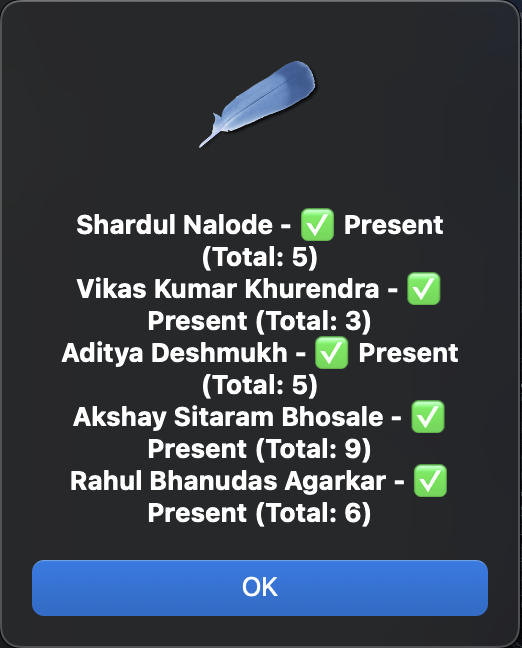 Shardul Nalode - ✅ Present
(Total: 5)
Vikas Kumar Khurendra - ✅
Present (Total: 3)
Aditya Deshmukh - ✅ Present
(Total: 5)
Akshay Sitaram Bhosale - ✅
Present (Total: 9)
Rahul Bhanudas Agarkar - ✅
Present (Total: 6)
OK